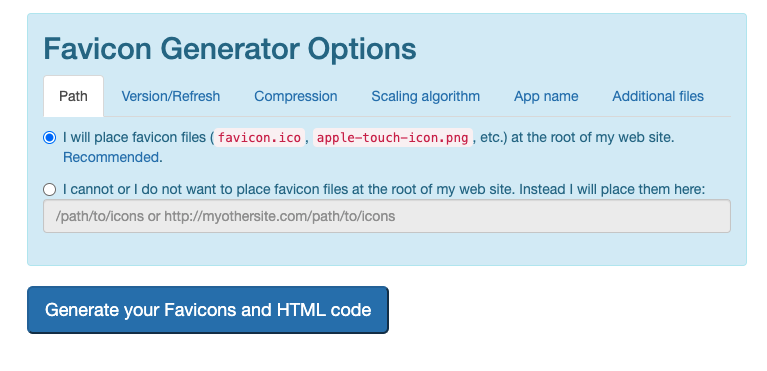 Favicon Generator Options
Path Version/Refresh Compression Scaling algorithm App name Additional files
I will place favicon files ( favicon.ico , apple-touch-icon.png , etc.) at the root of my web site.
Recommended.
I cannot or I do not want to place favicon files at the root of my web site. Instead I will place them here:
/path/to/icons or http://myothersite.com/path/to/icons
Generate your Favicons and HTML code